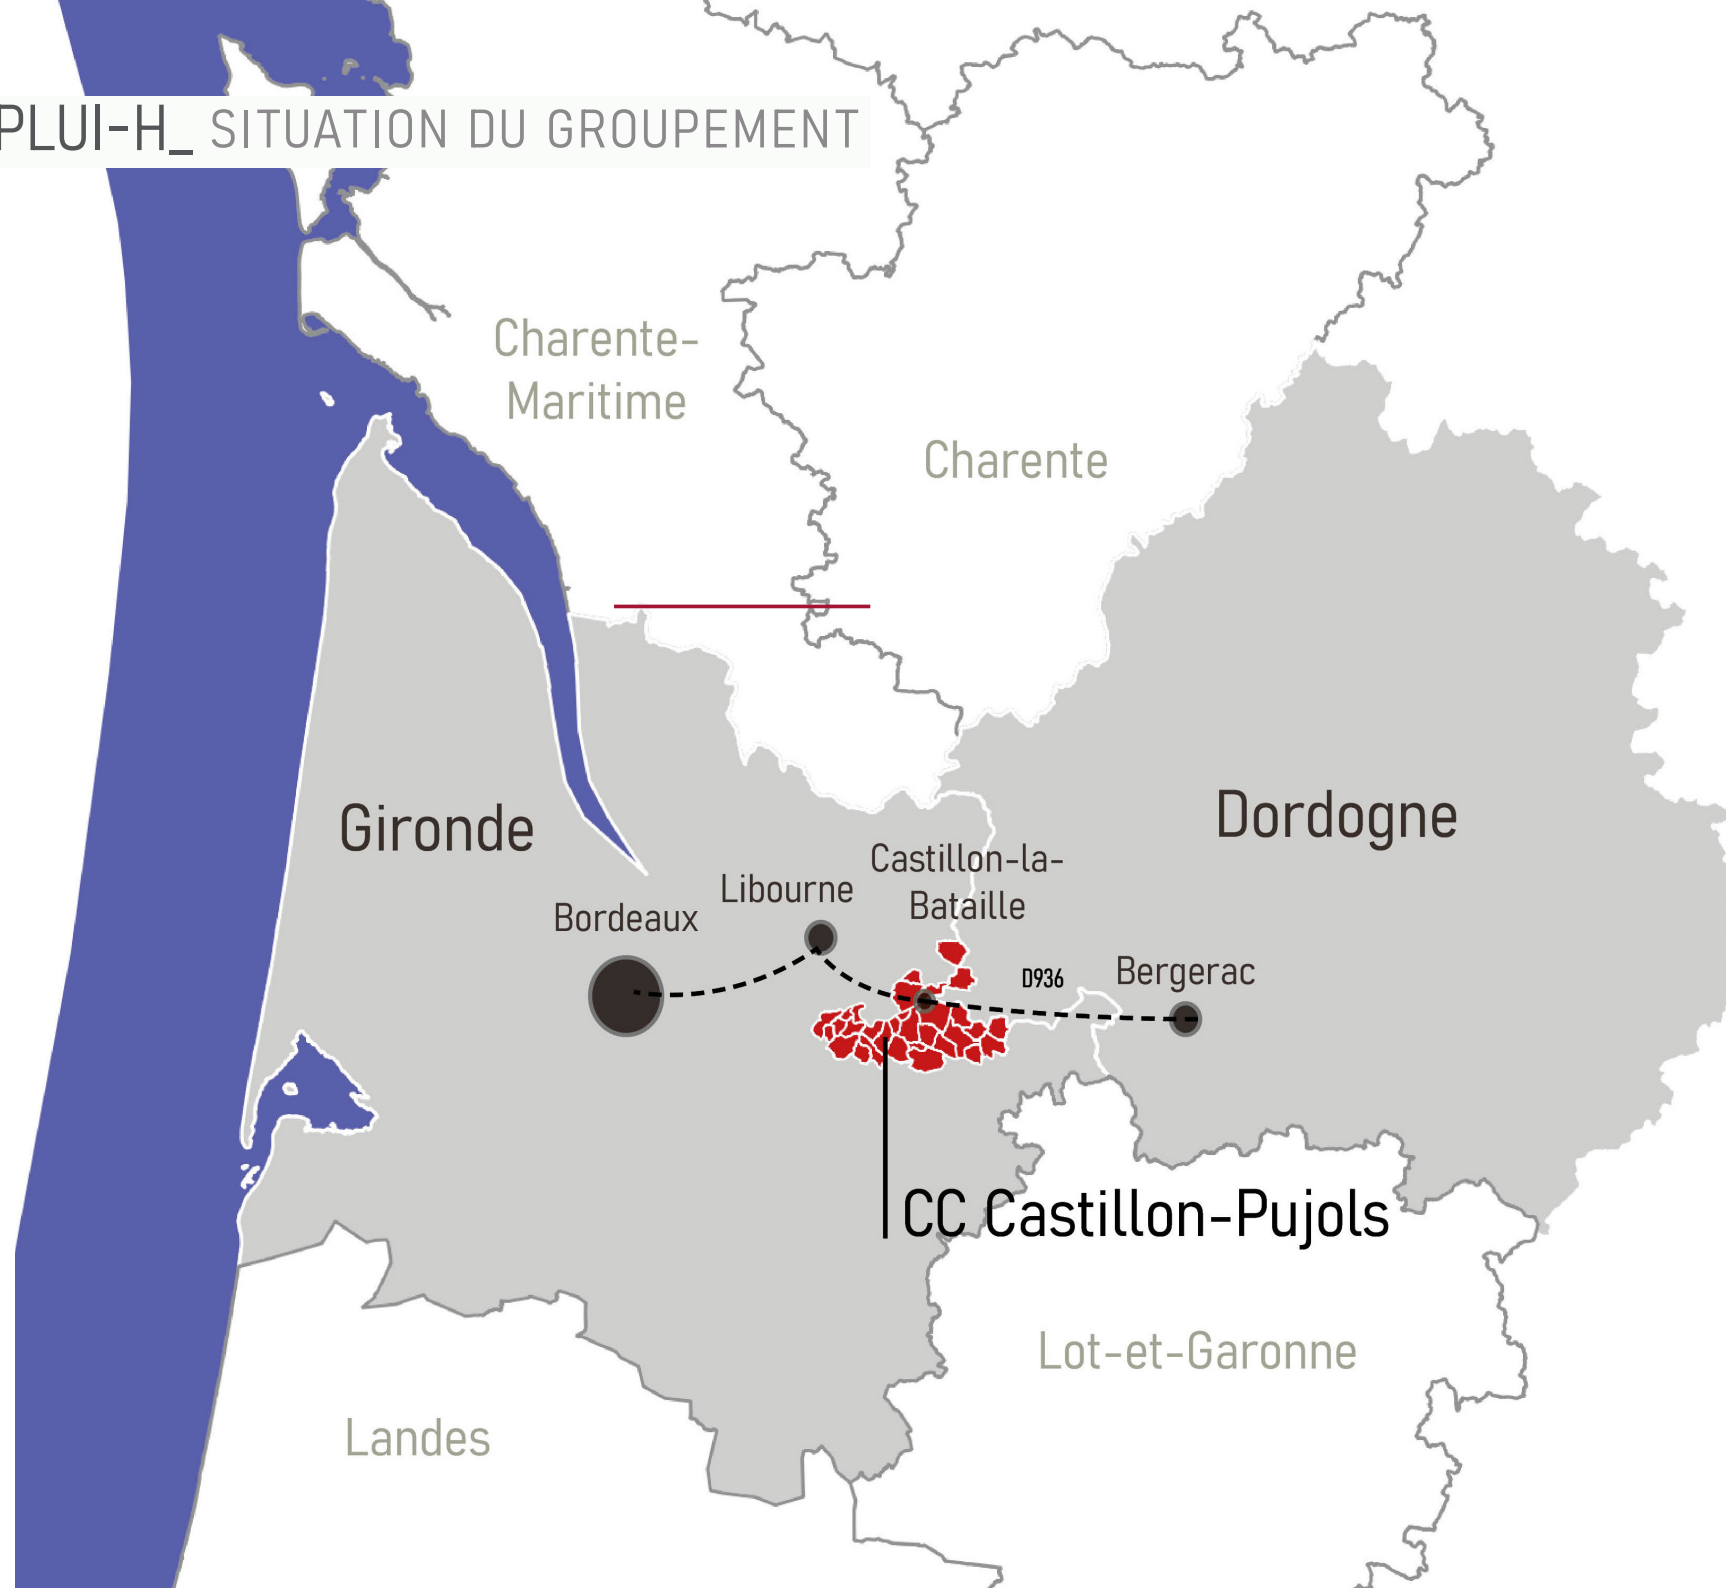 PLUI-H_ SITUATION DU GROUPEMENT
Charente-
Maritime
Charente
Gironde
Dordogne
Castillon-la-
Bataille
Libourne
Bordeaux
D936
Bergerac
CC Castillon-Pujols
Lot-et-Garonne
Landes